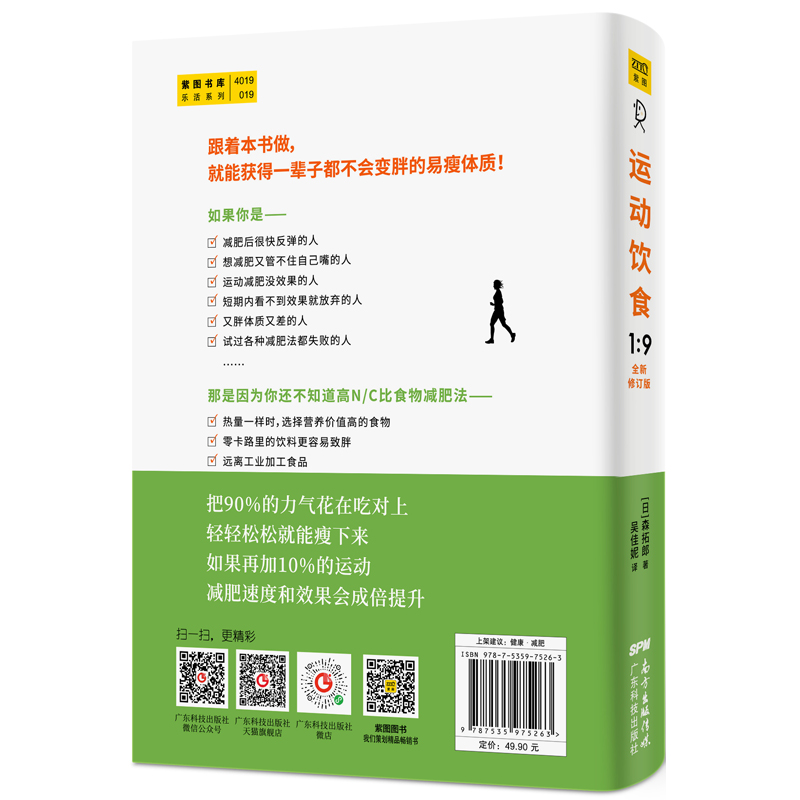 紫图书库 4019
乐活系列 019
跟着本书做，
就能获得一辈子都不会变胖的易瘦体质！
如果你是——
减肥后很快反弹的人
想减肥又管不住自己嘴的人
运动减肥没效果的人
短期内看不到效果就放弃的人
又胖体质又差的人
试过各种减肥法都失败的人
……
那是因为你还不知道高N/C比食物减肥法——
热量一样时，选择营养价值高的食物
零卡路里的饮料更容易致胖
远离工业加工食品
把90%的力气花在吃对上
轻轻松松就能瘦下来
如果再加10%的运动
减肥速度和效果会成倍提升
扫一扫，更精彩
广东科技出版社
微信公众号
广东科技出版社
天猫旗舰店
广东科技出版社
微店
紫图图书
我们策划精品畅销书
上架建议：健康·减肥
ISBN 978-7-5359-7526-3
9 787535 975263 >
定价：49.90 元
紫图
运动饮食
1:9
全新
修订版
[日]森拓郎 著
吴佳妮 译
SPM
南方出版传媒
广东科技出版社